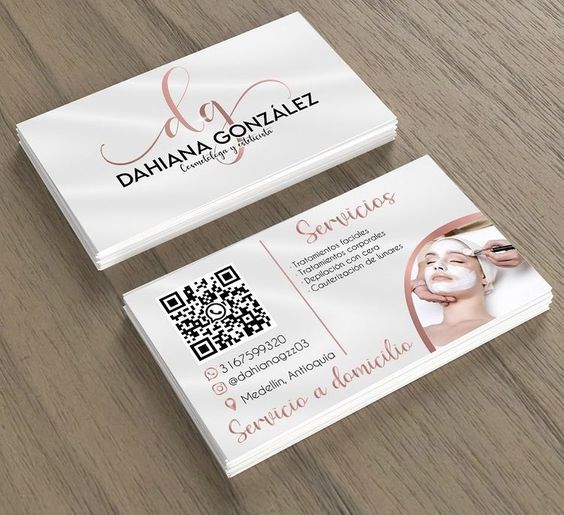 dg
DAHIANA GONZÁLEZ
Cosmetóloga y esteticista
Servicios
· Tratamientos faciales
· Tratamientos corporales
· Depilación con cera
· Cauterización de lunares
3167599320
@dahianagzz03
Medellín, Antioquia
Servicio a domicilio